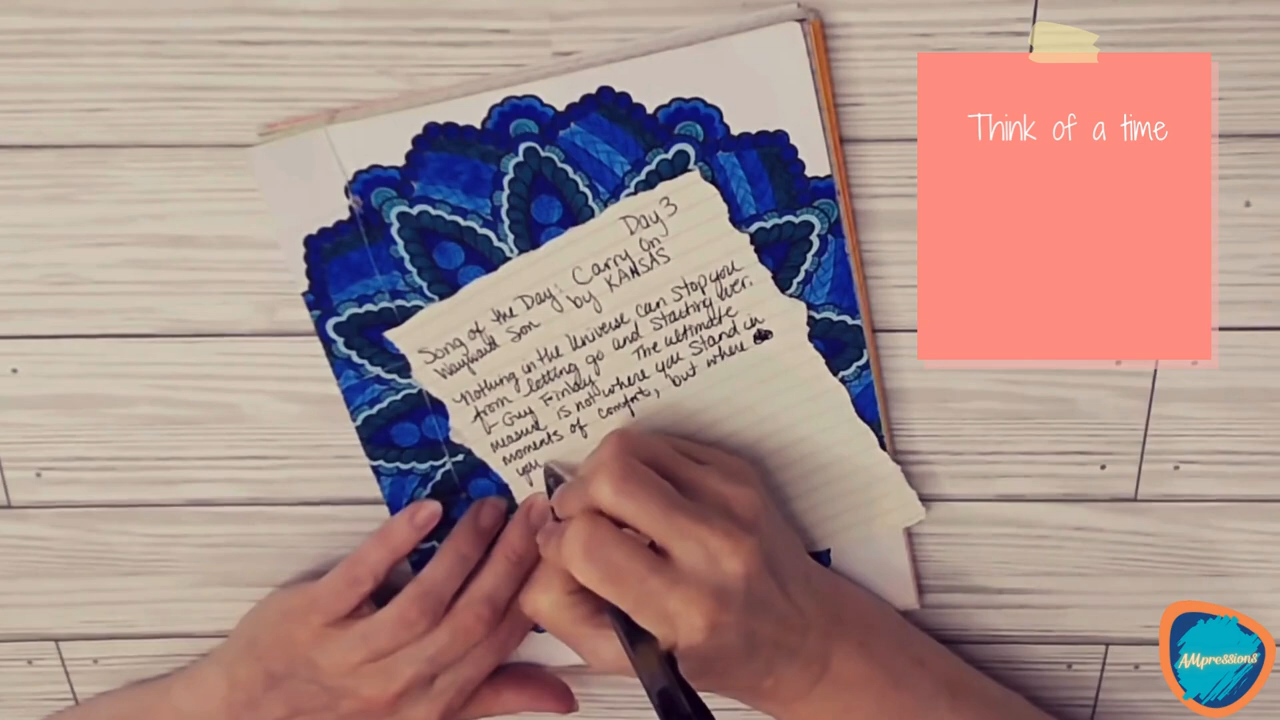 Day 3
Song of the Day: Carry On
Wayward Son by KANSAS
Nothing in the Universe can stop you
from letting go and starting over.
- Guy Finley The ultimate
measure is not where you stand in
moments of comfort, but where
you
Think of a time
AMpressions